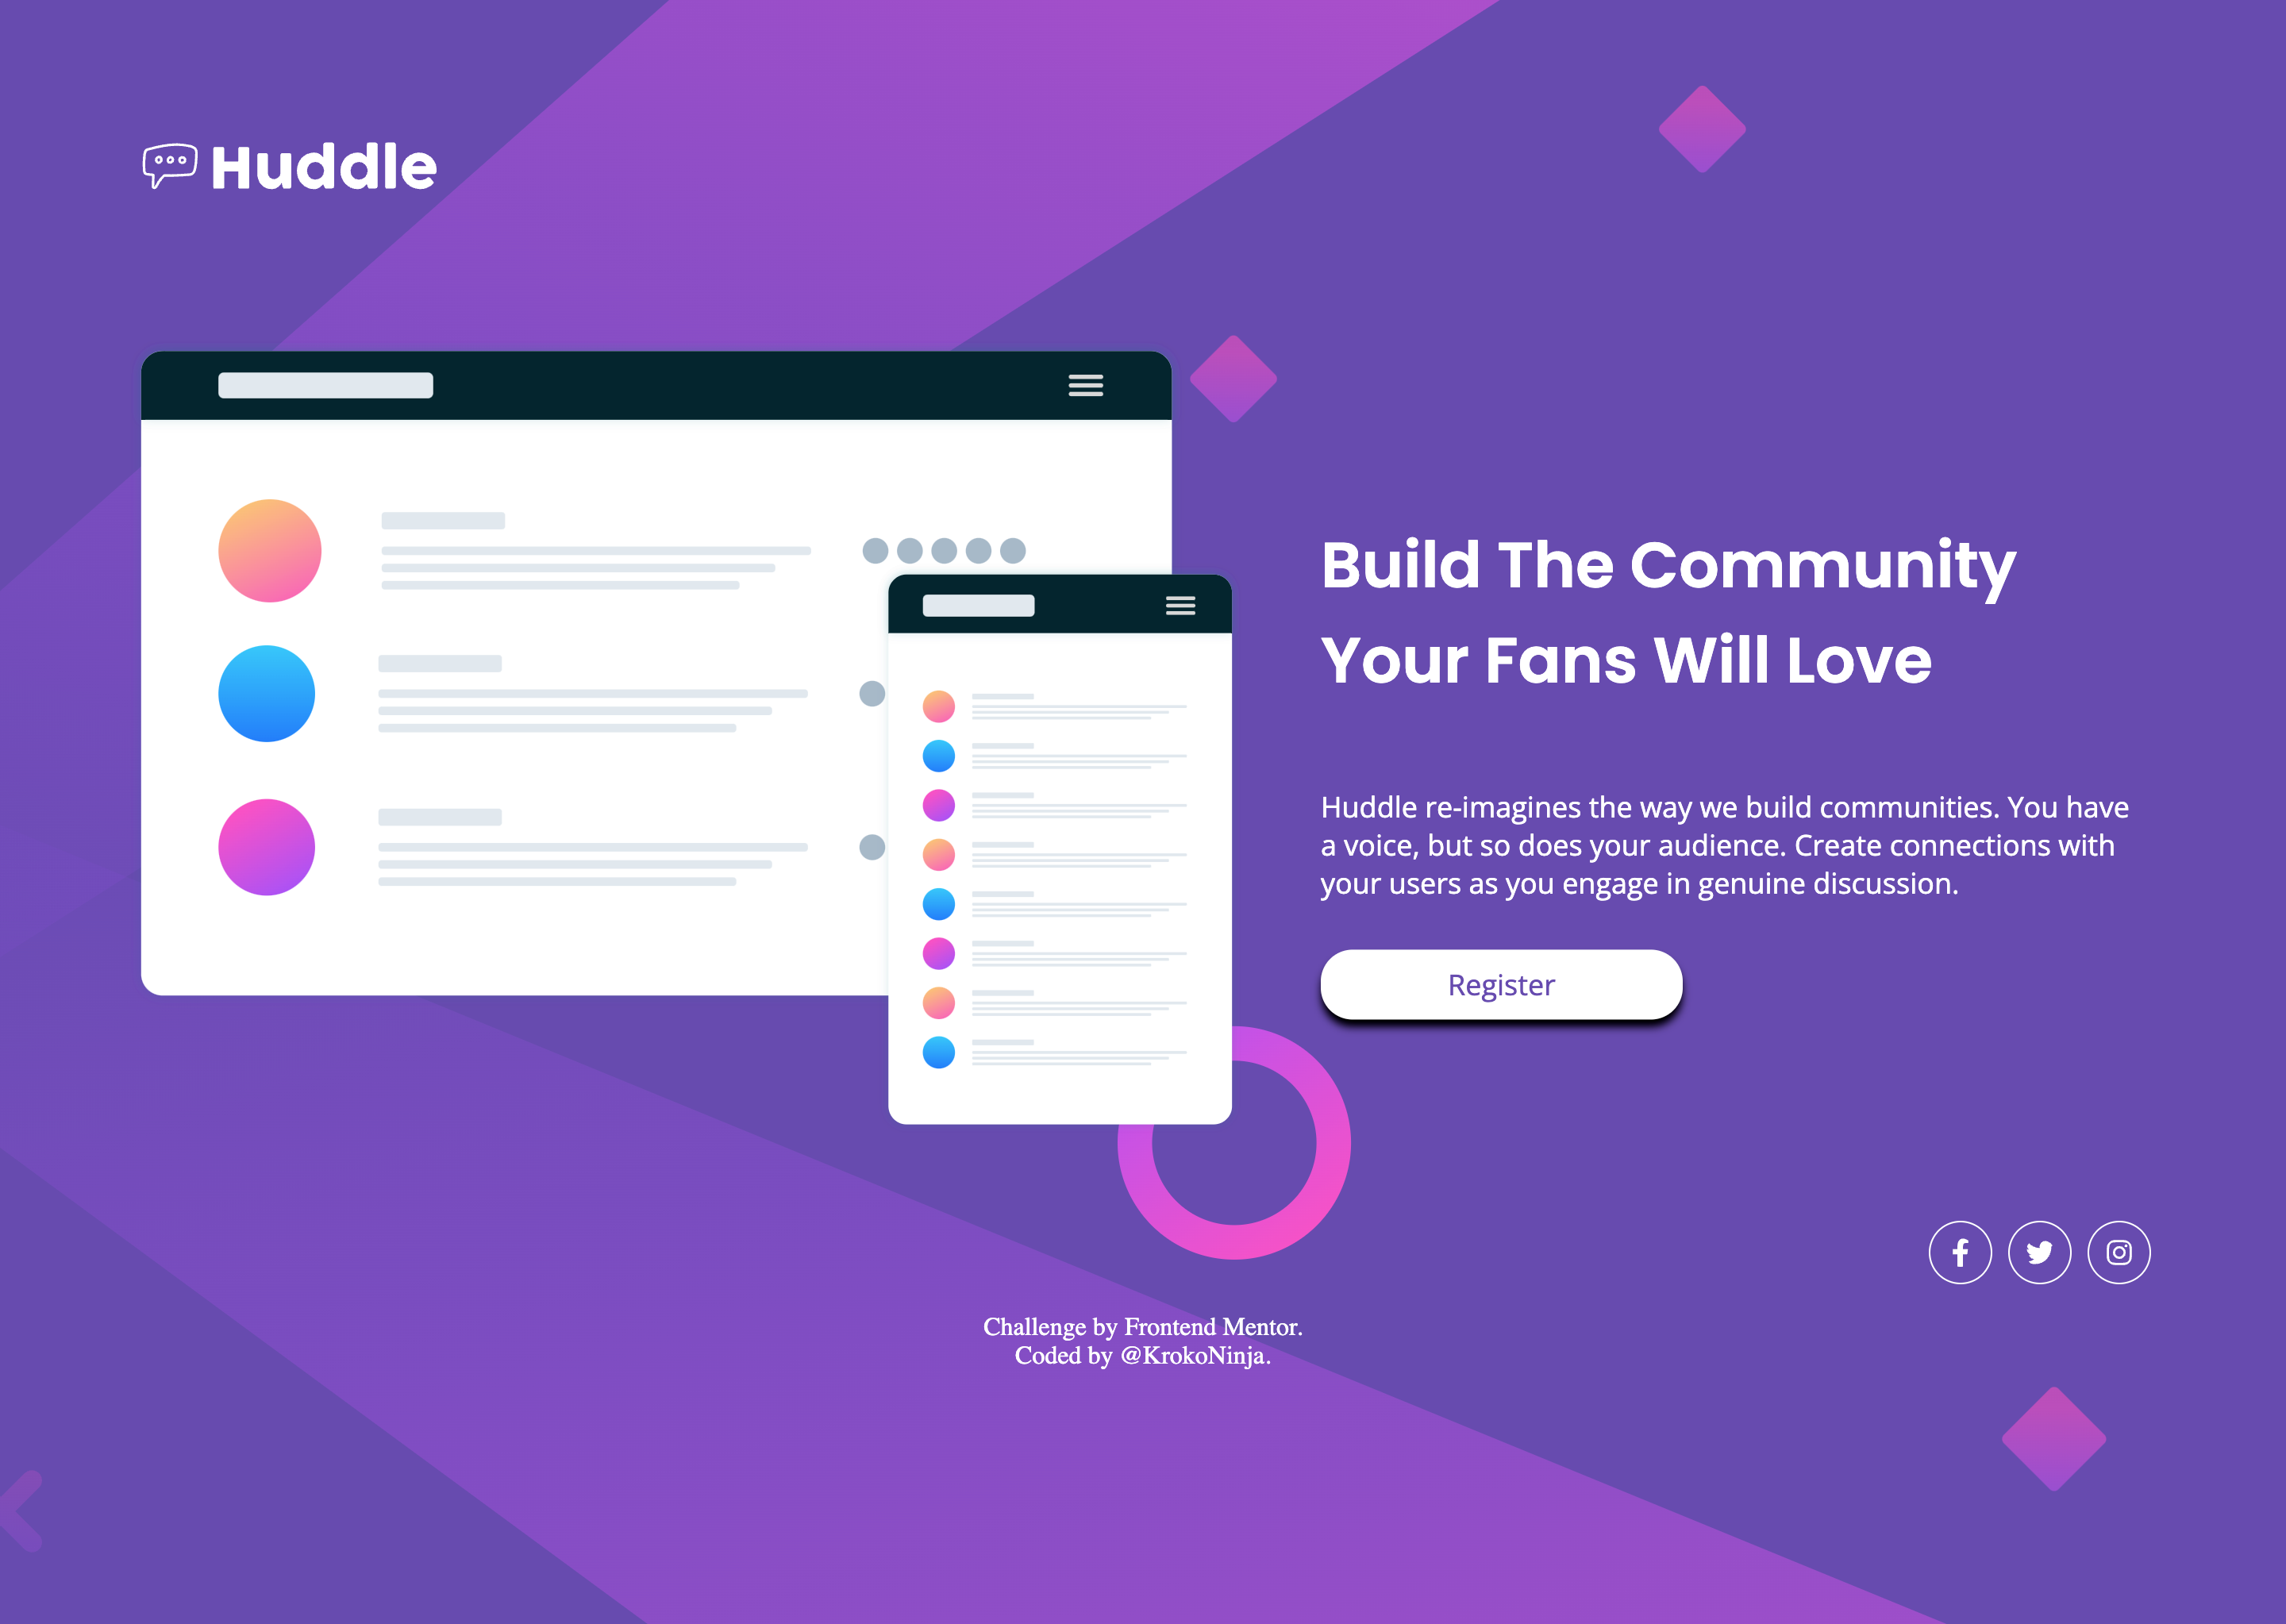 Huddle
Build The Community
Your Fans Will Love
Huddle re-imagines the way we build communities. You have
a voice, but so does your audience. Create connections with
your users as you engage in genuine discussion.
Register
Challenge by Frontend Mentor.
Coded by @KrokoNinja.